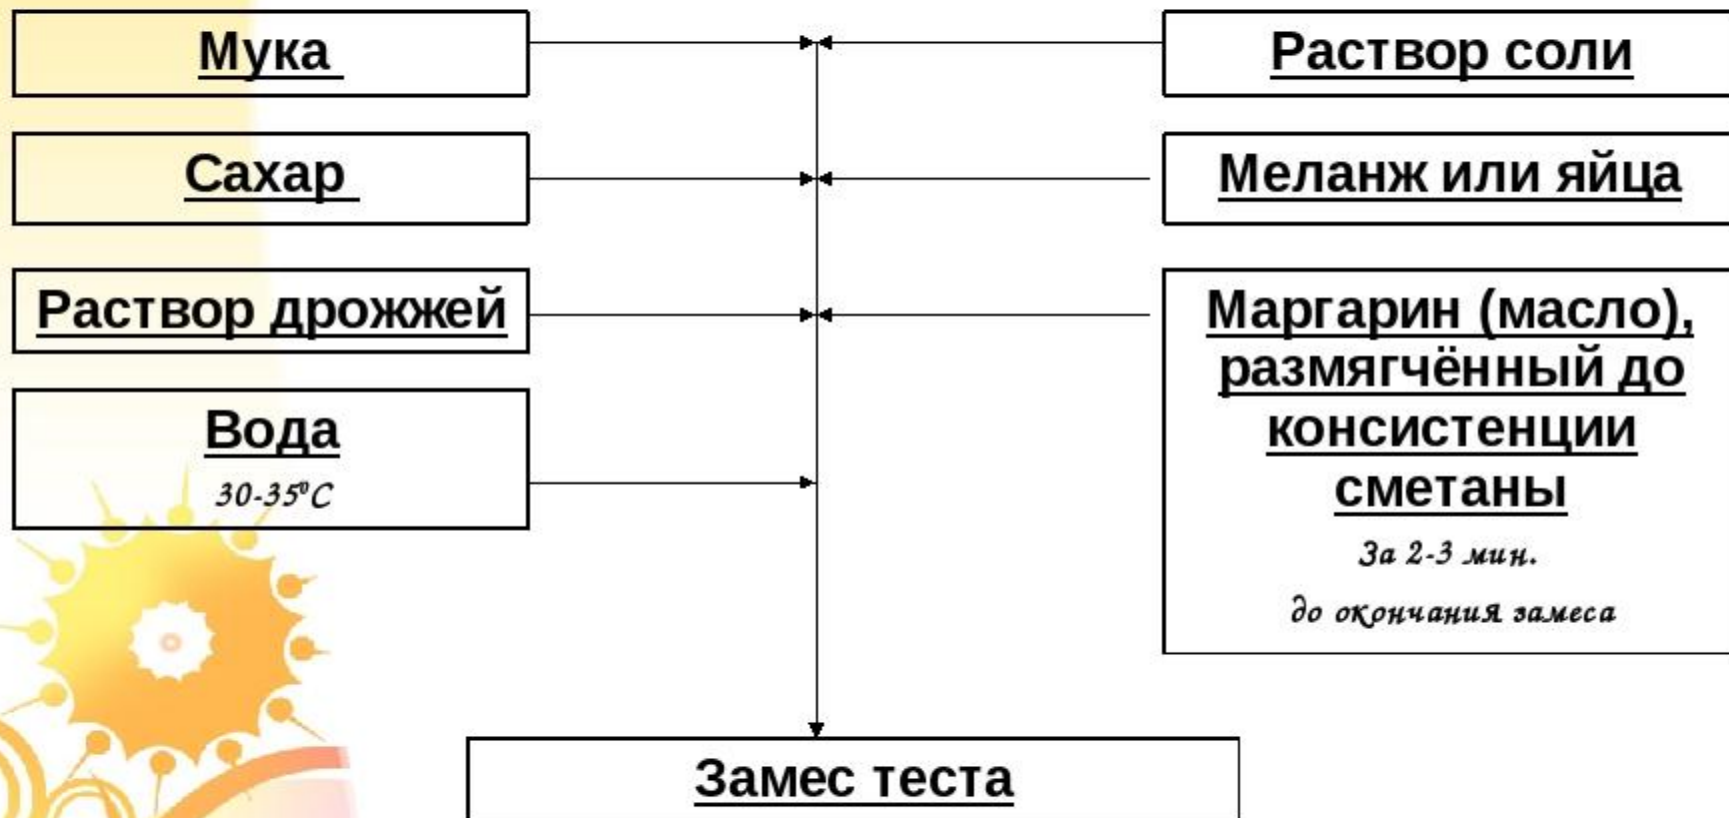 Мука
Сахар
Раствор дрожжей
Вода
30-35⁰С
Раствор соли
Меланж или яйца
Маргарин (масло),
размягчённый до
консистенции
сметаны
За 2-3 мин.
до окончания замеса
Замес теста